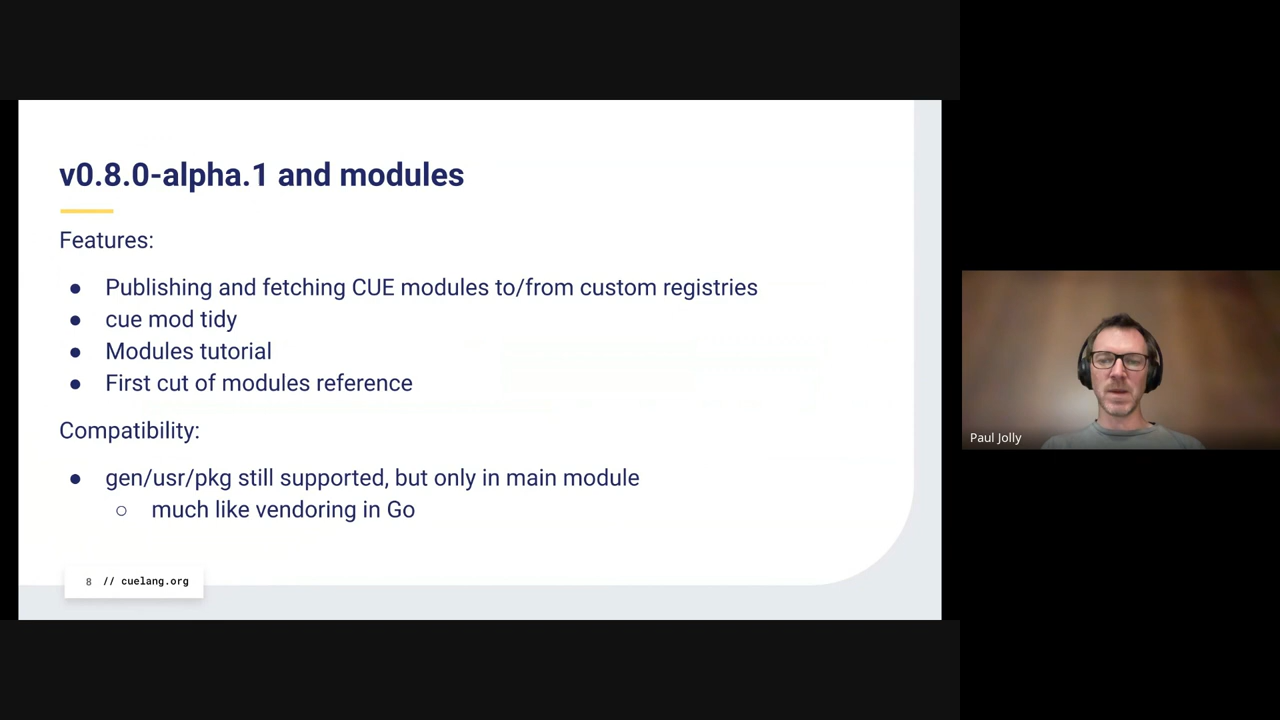 v0.8.0-alpha.1 and modules
Features:
● Publishing and fetching CUE modules to/from custom registries
● cue mod tidy
● Modules tutorial
● First cut of modules reference
Compatibility:
● gen/usr/pkg still supported, but only in main module
○ much like vendoring in Go
8 // cuelang.org
Paul Jolly